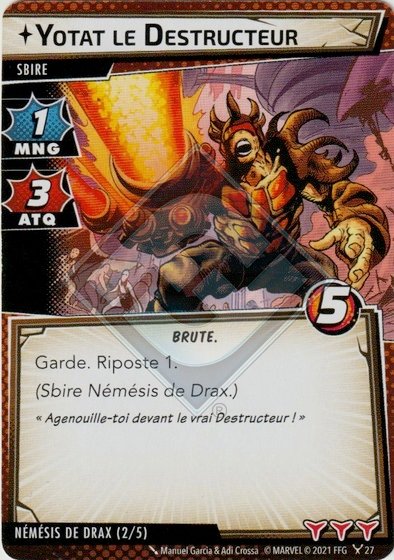 YOTAT LE DESTRUCTEUR
SBIRE
1
MNG
3
ATQ
5
BRUTE.
Garde. Riposte 1.
(Sbire Némésis de Drax.)
« Agenouille-toi devant le vrai Destructeur ! »
®
NÉMÉSIS DE DRAX (2/5)
Manuel Garcia & Adi Crossa © MARVEL © 2021 FFG 27